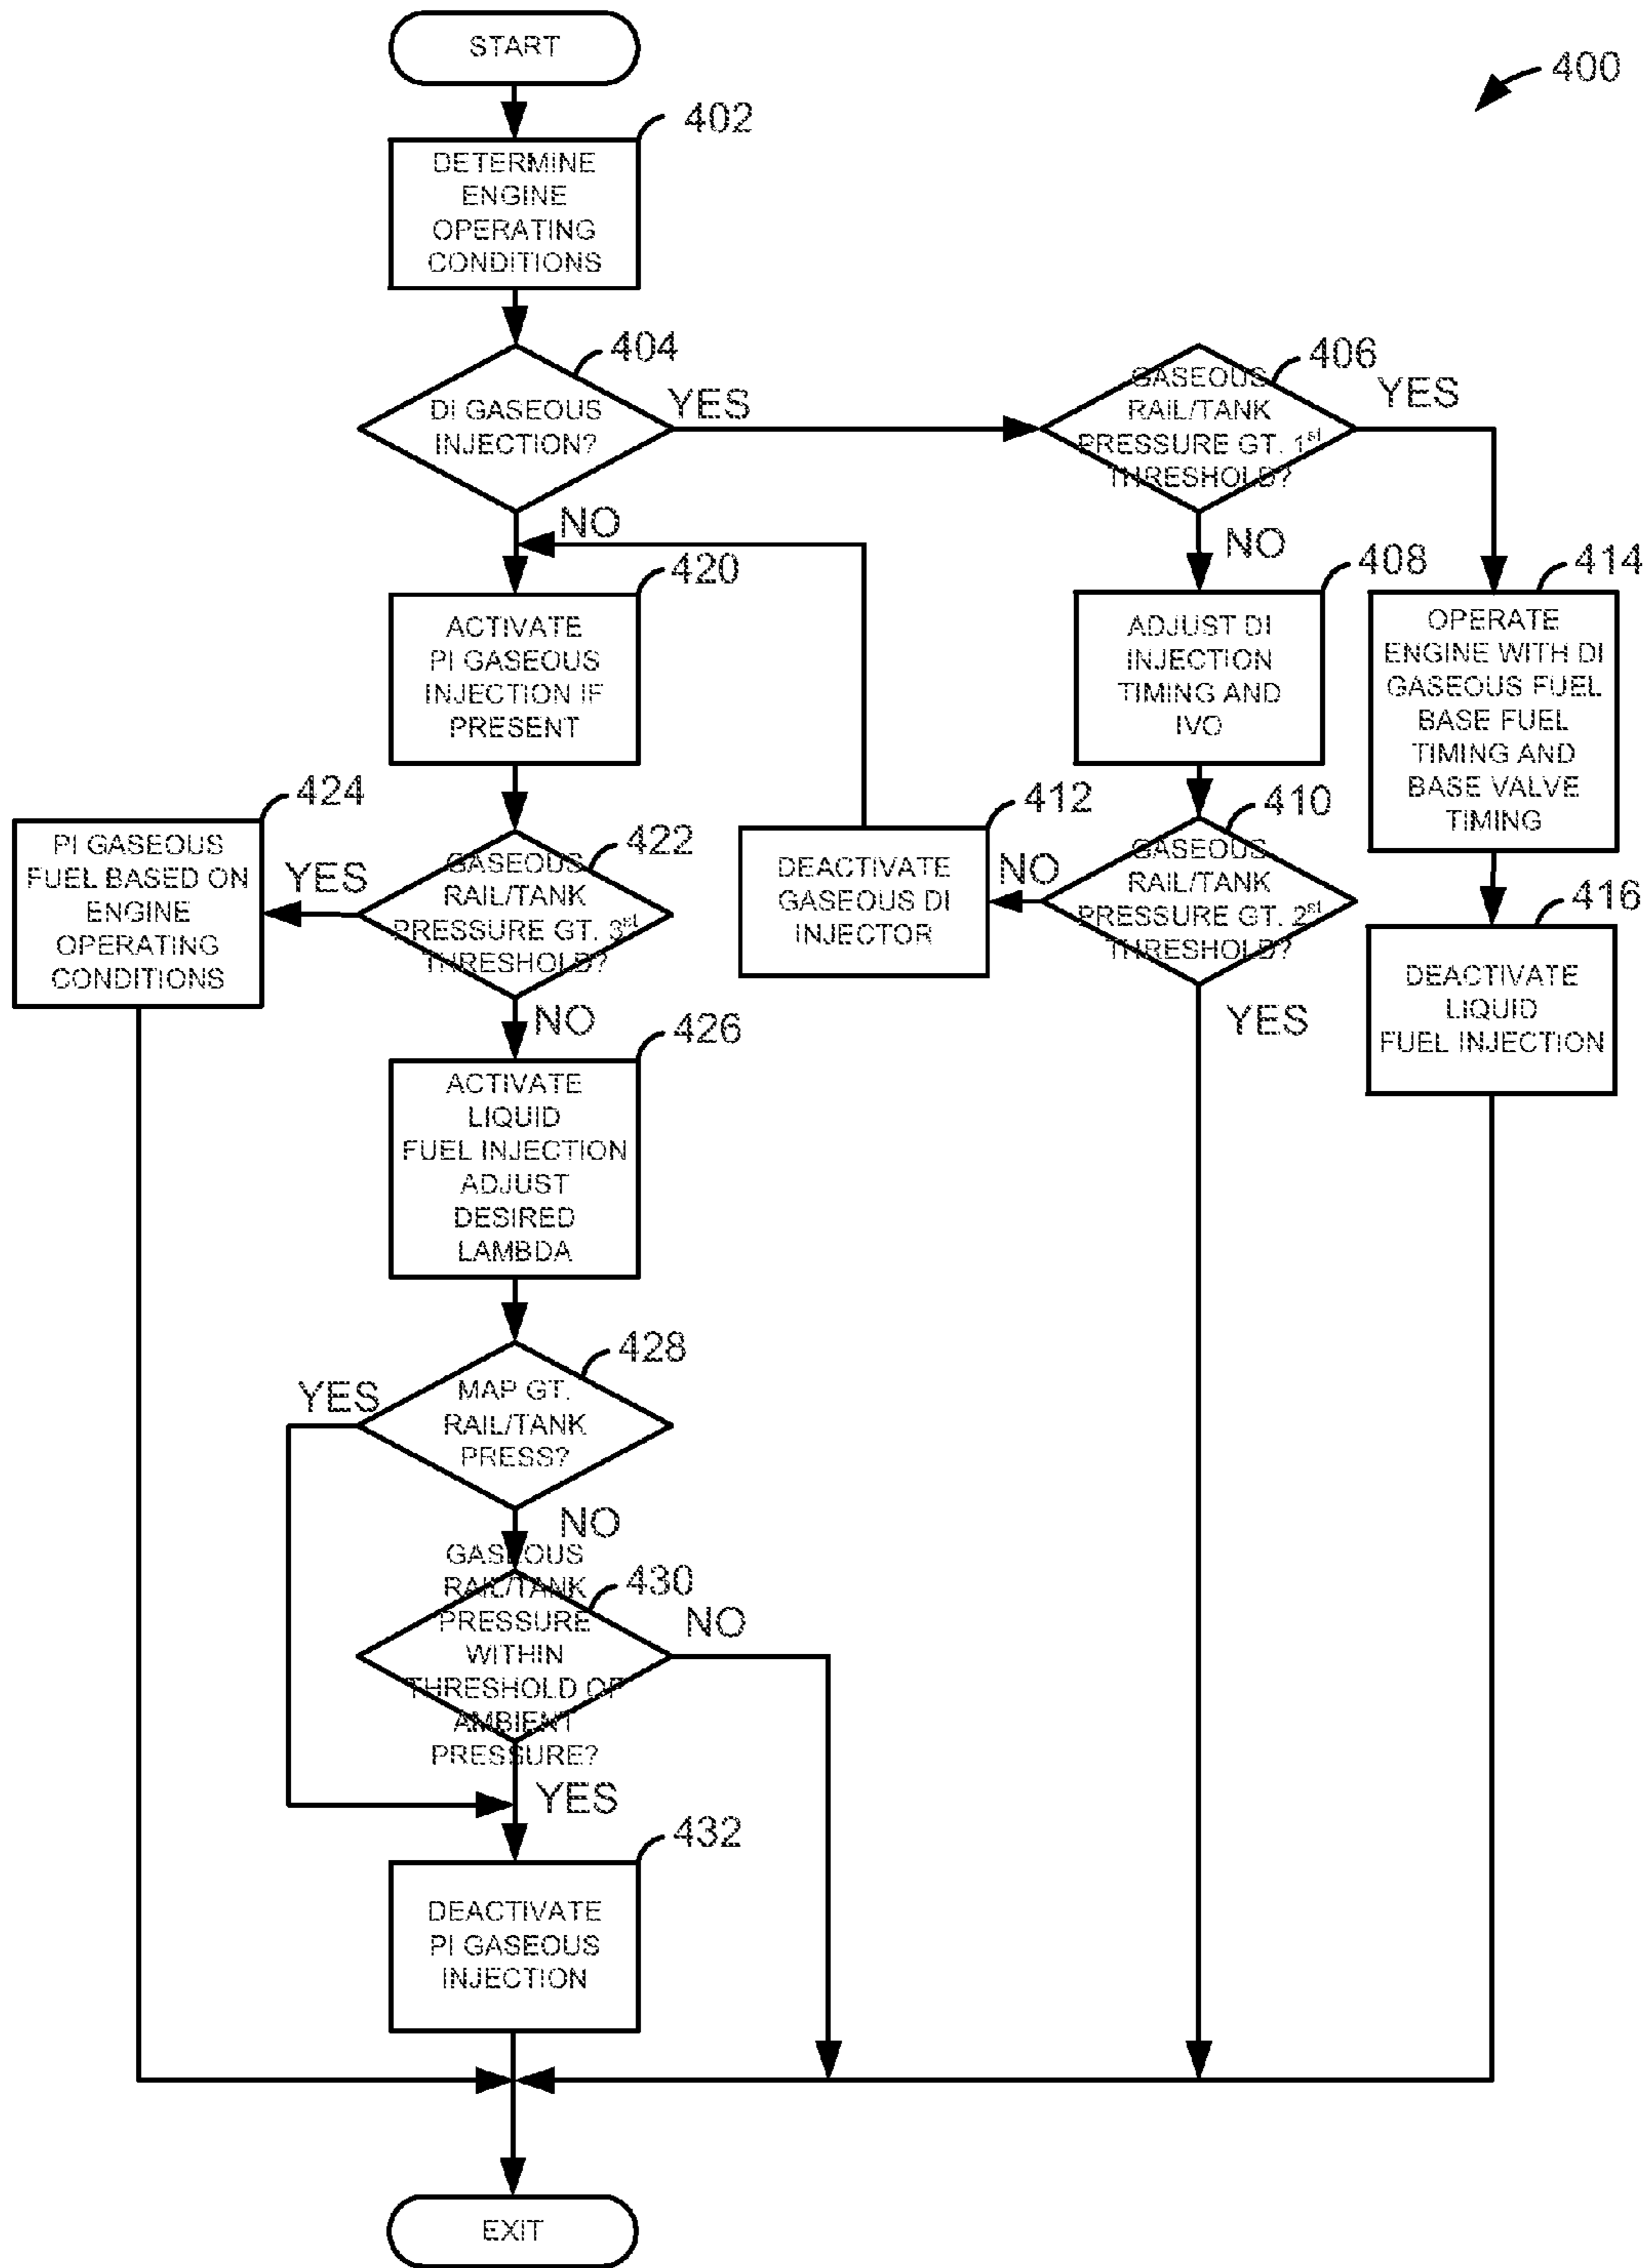 START
400
402
DETERMINE
ENGINE
OPERATING
CONDITIONS
404
DI GASEOUS
INJECTION?
YES
NO
406
GASEOUS
RAIL/TANK
PRESSURE GT. 1st
THRESHOLD?
YES
NO
408
ADJUST DI
INJECTION
TIMING AND
IVO
414
OPERATE
ENGINE WITH DI
GASEOUS FUEL
BASE FUEL
TIMING AND
BASE VALVE
TIMING
420
ACTIVATE
PI GASEOUS
INJECTION IF
PRESENT
410
GASEOUS
RAIL/TANK
PRESSURE GT. 2st
THRESHOLD?
NO
YES
412
DEACTIVATE
GASEOUS DI
INJECTOR
416
DEACTIVATE
LIQUID
FUEL INJECTION
422
GASEOUS
RAIL/TANK
PRESSURE GT. 3st
THRESHOLD?
YES
NO
424
PI GASEOUS
FUEL BASED ON
ENGINE
OPERATING
CONDITIONS
426
ACTIVATE
LIQUID
FUEL INJECTION
ADJUST
DESIRED
LAMBDA
428
MAP GT.
RAIL/TANK
PRESS?
YES
NO
430
GASEOUS
RAIL/TANK
PRESSURE
WITHIN
THRESHOLD OF
AMBIENT
PRESSURE?
NO
YES
432
DEACTIVATE
PI GASEOUS
INJECTION
EXIT